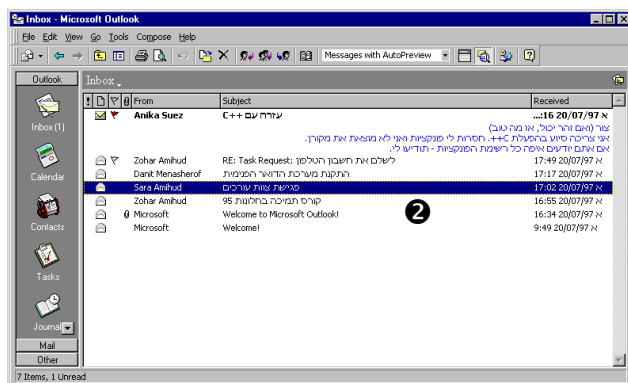 Inbox - Microsoft Outlook
File Edit View Go Tools Compose Help
Messages with AutoPreview
Outlook
Inbox
From Subject Received
Anika Suez עזרה עם C++ א 20/07/97 16:...
צור (ואם זהר יכול, אז מה טוב)
אני צריכה סיוע בהפעלת C++. חסרות לי פונקציות ואני לא מוצאת את מקורן.
אם אתם יודעים איפה כל רשימת הפונקציות - תודיעו לי.
Zohar Amihud RE: Task Request: לשלם את חשבון הטלפון א 20/07/97 17:49
Danit Menasherof התקנת מערכת הדואר הפנימית א 20/07/97 17:17
Sara Amihud פגישת צוות עורכים א 20/07/97 17:02
Zohar Amihud קורס תמיכה בחלונות 95 א 20/07/97 16:55
Microsoft Welcome to Microsoft Outlook! א 20/07/97 16:34
Microsoft Welcome! א 20/07/97 9:49
2
Inbox (1)
Calendar
Contacts
Tasks
Journal
Mail
Other
7 Items, 1 Unread